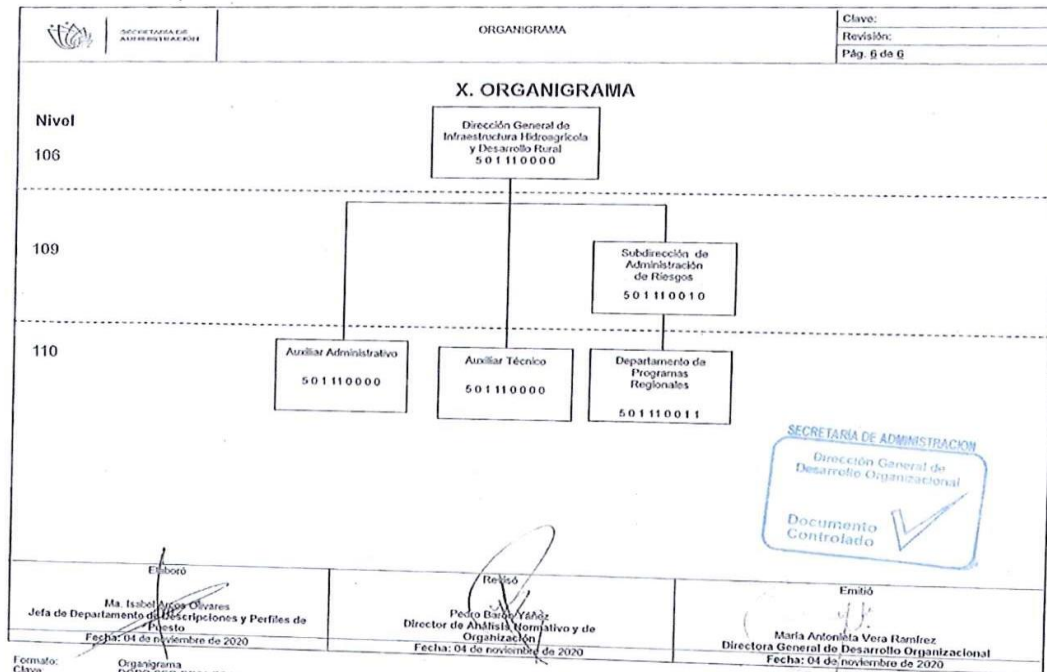 SECRETARÍA DE
ADMINISTRACIÓN
ORGANIGRAMA
Clave:
Revisión:
Pág. 6 de 6
X. ORGANIGRAMA
Nivel
106
Dirección General de
Infraestructura Hidroagrícola
y Desarrollo Rural
501110000
109
Subdirección de
Administración
de Riesgos
501110010
110
Auxiliar Administrativo
501110000
Auxiliar Técnico
501110000
Departamento de
Programas
Regionales
501110011
SECRETARÍA DE ADMINISTRACIÓN
Dirección General de
Desarrollo Organizacional
Documento
Controlado
Elaboró
Ma. Isabel Arcos Olivares
Jefa de Departamento de Descripciones y Perfiles de
Puesto
Fecha: 04 de noviembre de 2020
Revisó
Pedro Barón Yáñez
Director de Análisis Normativo y de
Organización
Fecha: 04 de noviembre de 2020
Emitió
María Antonieta Vera Ramírez
Directora General de Desarrollo Organizacional
Fecha: 04 de noviembre de 2020
Formato: Organigrama
Clave: